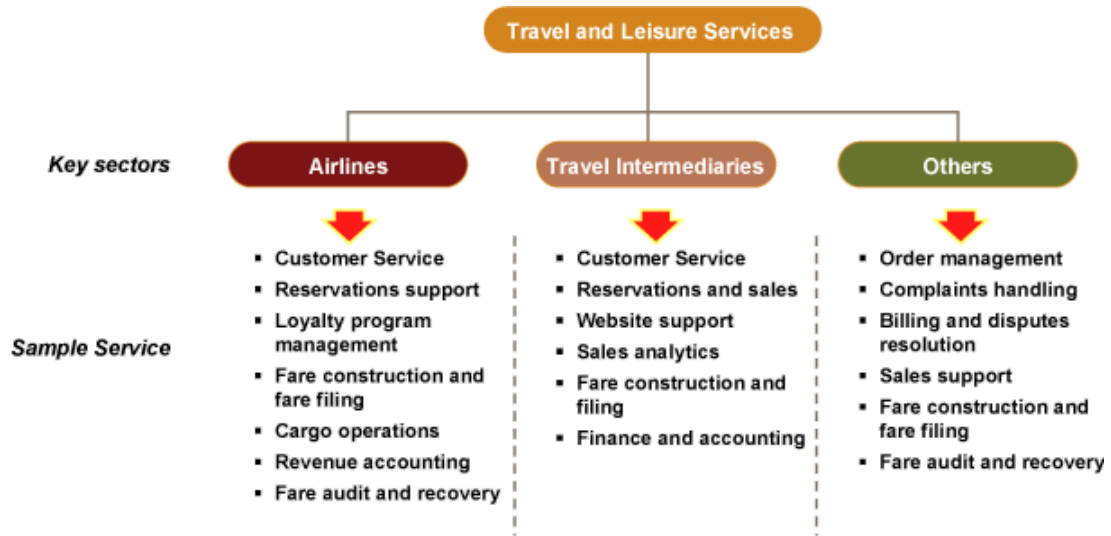 Travel and Leisure Services
Key sectors
Airlines
Travel Intermediaries
Others
Sample Service
▪ Customer Service
▪ Reservations support
▪ Loyalty program
management
▪ Fare construction and
fare filing
▪ Cargo operations
▪ Revenue accounting
▪ Fare audit and recovery
▪ Customer Service
▪ Reservations and sales
▪ Website support
▪ Sales analytics
▪ Fare construction and
filing
▪ Finance and accounting
▪ Order management
▪ Complaints handling
▪ Billing and disputes
resolution
▪ Sales support
▪ Fare construction and
fare filing
▪ Fare audit and recovery